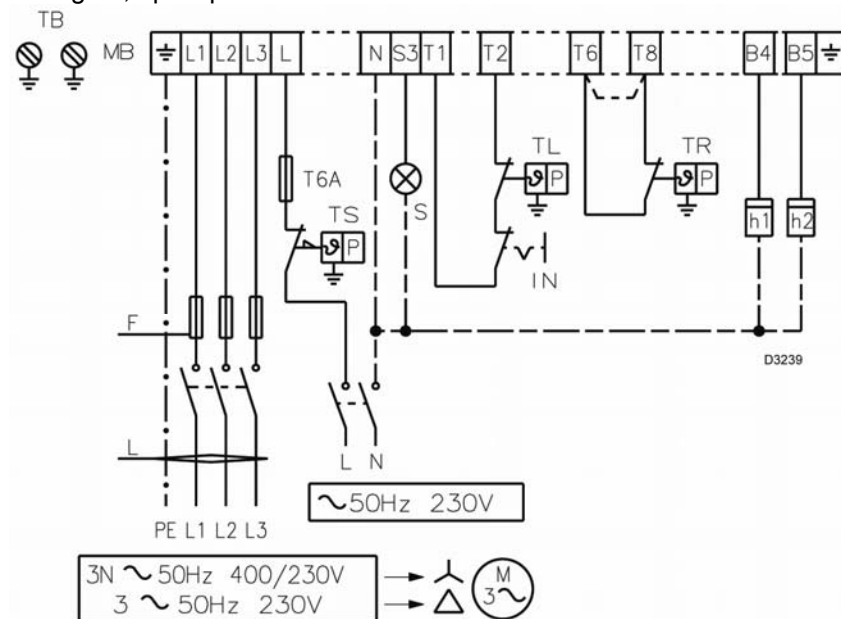 TB
MB L1 L2 L3 L N S3 T1 T2 T6 T8 B4 B5
T6A
TS
ϑ P
S
TL
ϑ P
IN
TR
ϑ P
h1 h2
F
D3239
L
L N
PE L1 L2 L3
∼50Hz 230V
3N ∼ 50Hz 400/230V
3 ∼ 50Hz 230V
M
3∼